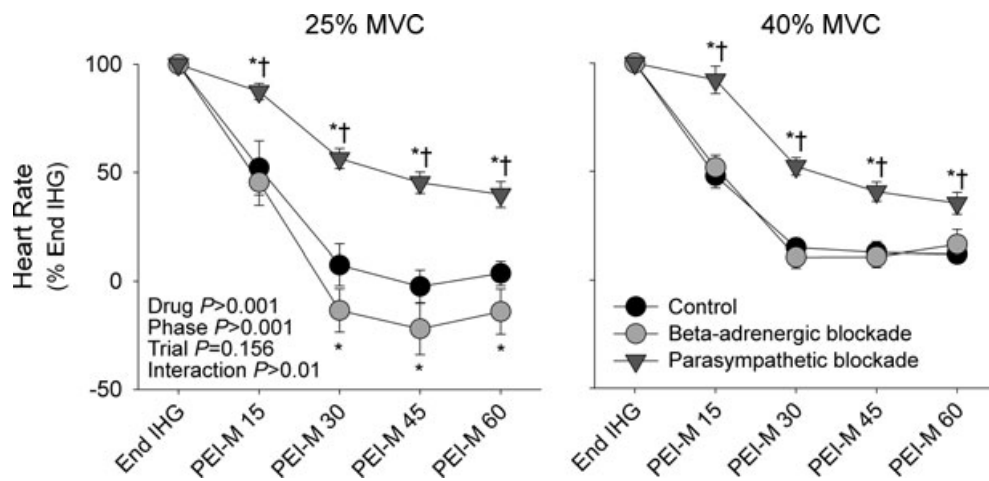 25% MVC
40% MVC
Heart Rate
(% End IHG)
100
50
0
-50
*†
*†
*†
*†
*
*
*
Drug P>0.001
Phase P>0.001
Trial P=0.156
Interaction P>0.01
End IHG
PEI-M 15
PEI-M 30
PEI-M 45
PEI-M 60
*†
*†
*†
*†
Control
Beta-adrenergic blockade
Parasympathetic blockade
End IHG
PEI-M 15
PEI-M 30
PEI-M 45
PEI-M 60